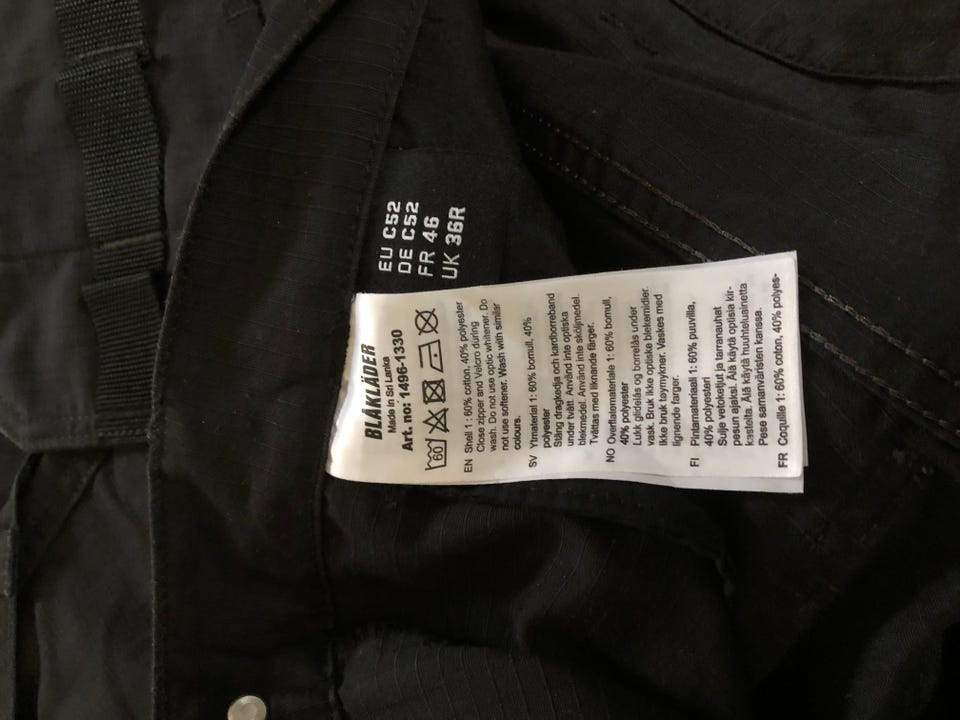 EU C52
DE C52
FR 46
UK 36R
BLÅKLÄDER
Made in Sri Lanka
Art. no: 1496-1330
60
EN Shell 1: 60% cotton, 40% polyester
Close zipper and Velcro during
wash. Do not use optic whitener. Do
not use softener. Wash with similar
colours.
SV Ytmaterial 1: 60% bomull, 40%
polyester
Stäng dragkedja och kardborreband
under tvätt. Använd inte optiska
blekmedel. Använd inte sköljmedel.
Tvättas med liknande färger.
NO Overflatemateriale 1: 60% bomull,
40% polyester
Lukk glidelås og borrelås under
vask. Bruk ikke optiske blekemidler.
Ikke bruk tøymykner. Vaskes med
lignende farger.
FI Pintamateriaali 1: 60% puuvilla,
40% polyesteri
Sulje vetoketjut ja tarranauhat
pesun ajaksi. Älä käytä optisia kir-
kasteita. Älä käytä huuhteluainetta.
Pese samanväristen kanssa.
FR Coquille 1: 60% coton, 40% polyes-